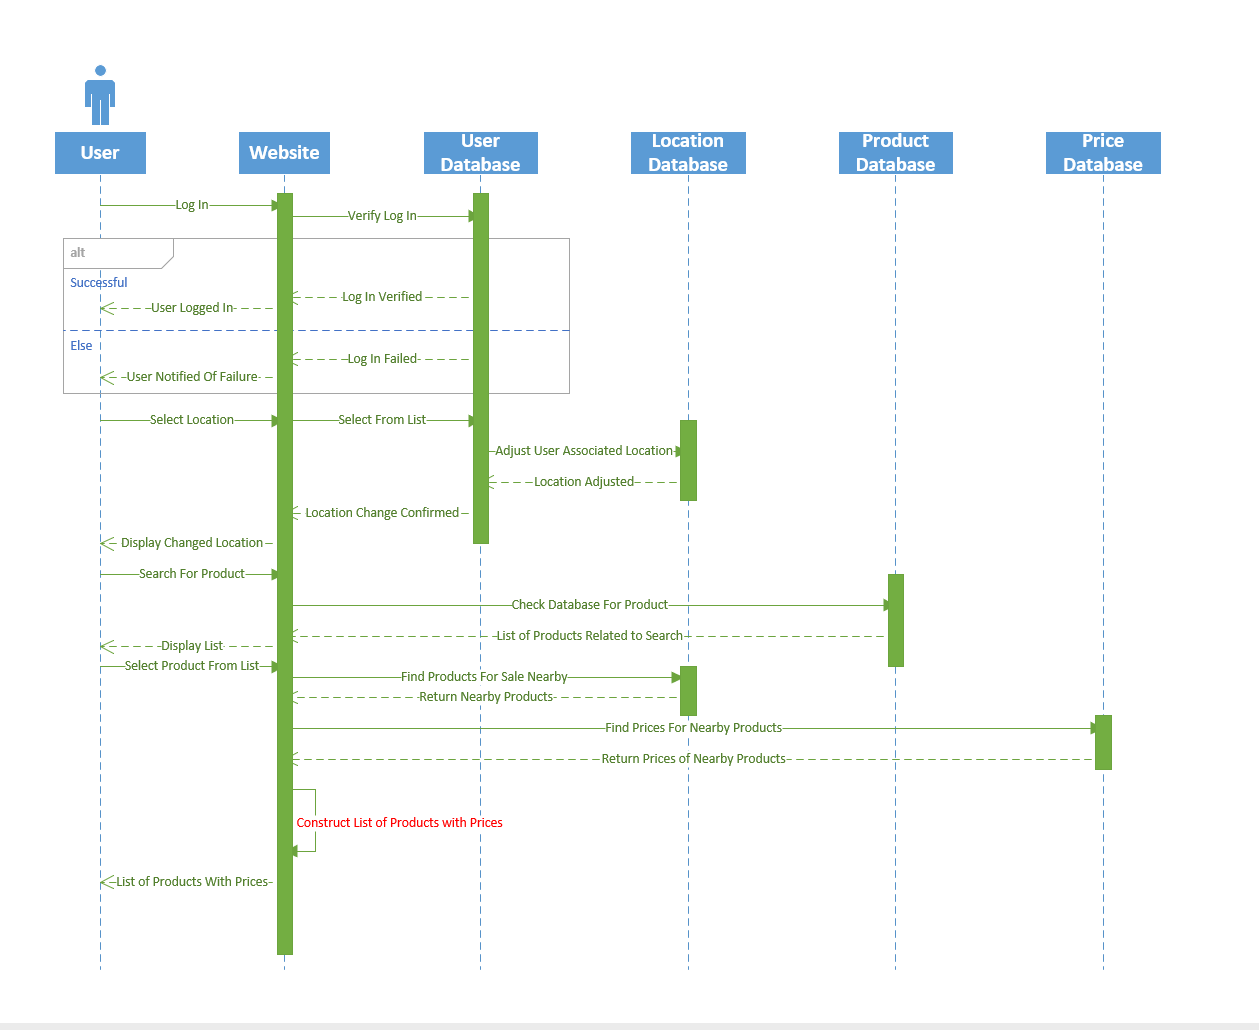 User
Website
User
Database
Location
Database
Product
Database
Price
Database
Log In
Verify Log In
alt
Successful
Log In Verified
User Logged In
Else
Log In Failed
User Notified Of Failure
Select Location
Select From List
Adjust User Associated Location
Location Adjusted
Location Change Confirmed
Display Changed Location
Search For Product
Check Database For Product
List of Products Related to Search
Display List
Select Product From List
Find Products For Sale Nearby
Return Nearby Products
Find Prices For Nearby Products
Return Prices of Nearby Products
Construct List of Products with Prices
List of Products With Prices